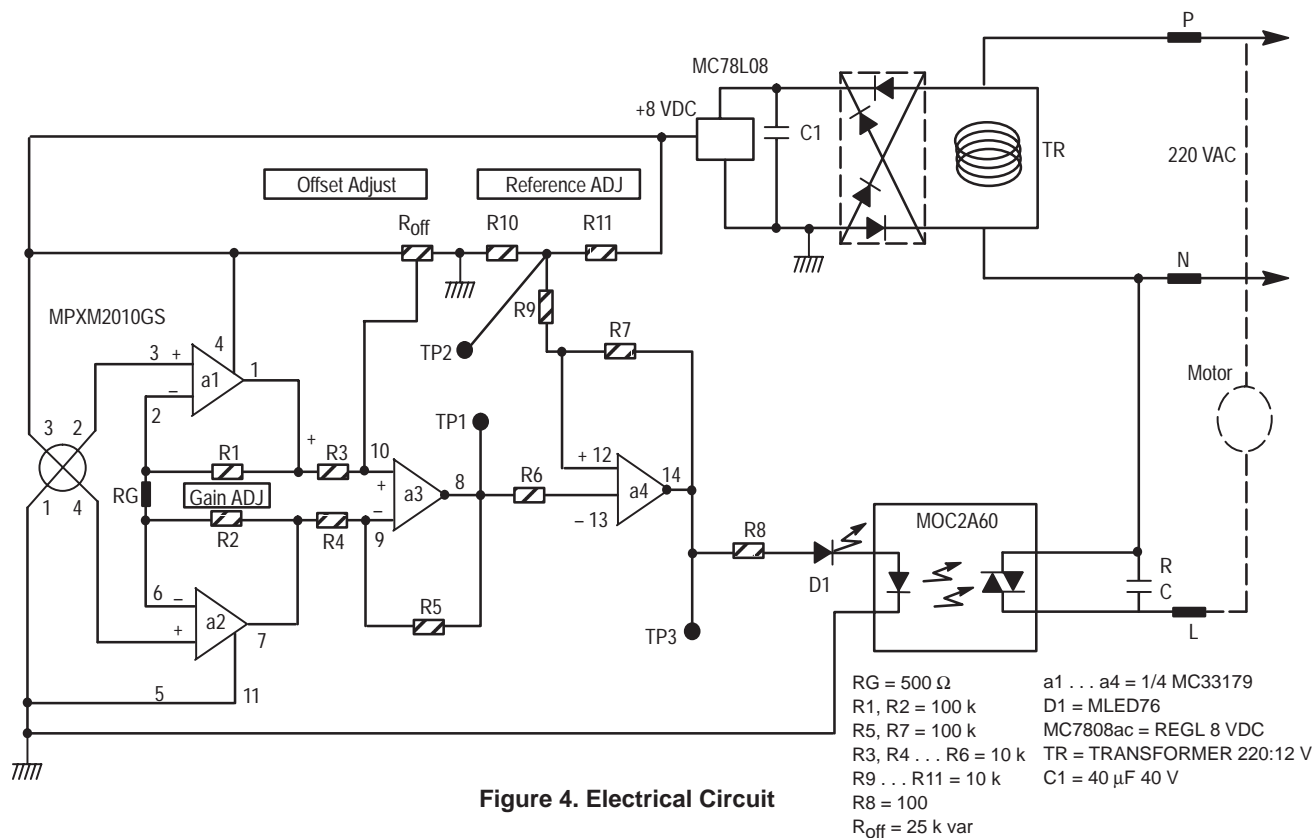 P
MC78L08
+8 VDC
C1
TR
220 VAC
Offset Adjust
Reference ADJ
Roff
R10
R11
N
MPXM2010GS
R9
R7
TP2
3 +
4
a1
1
–
2
Motor
3
2
TP1
+
R1
R3
10
+
a3
8
R6
+ 12
14
a4
– 13
RG
Gain ADJ
–
1
4
R2
R4
9
MOC2A60
R8
D1
R
C
6 –
a2
+
7
R5
TP3
L
5
11
RG = 500 Ω
R1, R2 = 100 k
R5, R7 = 100 k
R3, R4 . . . R6 = 10 k
R9 . . . R11 = 10 k
R8 = 100
Roff = 25 k var
a1 . . . a4 = 1/4 MC33179
D1 = MLED76
MC7808ac = REGL 8 VDC
TR = TRANSFORMER 220:12 V
C1 = 40 μF 40 V
Figure 4. Electrical Circuit